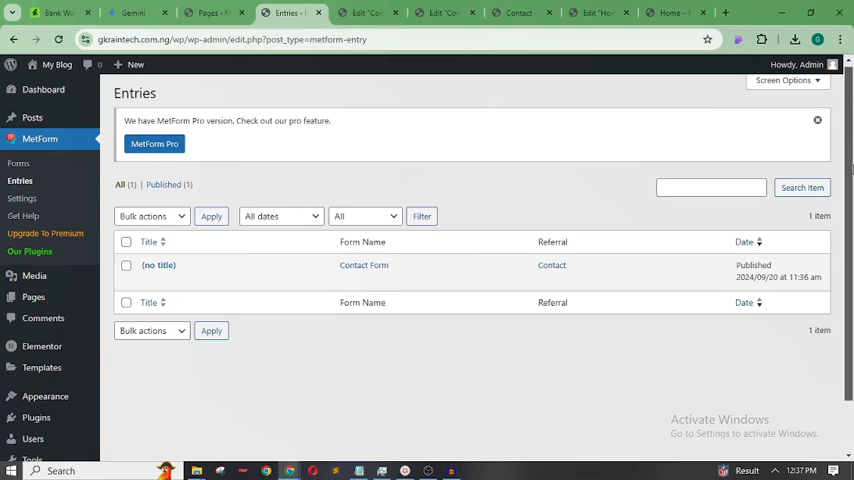 Bank Wo
Gemini
Pages ‹ M
Entries ‹ M
Edit "Con
Edit "Con
Contact –
Edit "Hom
Home – M
gkraintech.com.ng/wp/wp-admin/edit.php?post_type=metform-entry
G
My Blog 0 New
Howdy, Admin
Screen Options
Dashboard
Posts
MetForm
Forms
Entries
Settings
Get Help
Upgrade To Premium
Our Plugins
Media
Pages
Comments
Elementor
Templates
Appearance
Plugins
Users
Tools
Entries
We have MetForm Pro version. Check out our pro feature.
MetForm Pro
All (1) | Published (1)
Search Item
Bulk actions Apply All dates All Filter
1 item
Title Form Name Referral Date
(no title) Contact Form Contact Published
2024/09/20 at 11:36 am
Title Form Name Referral Date
Bulk actions Apply
1 item
Activate Windows
Go to Settings to activate Windows.
Search
Result
12:37 PM